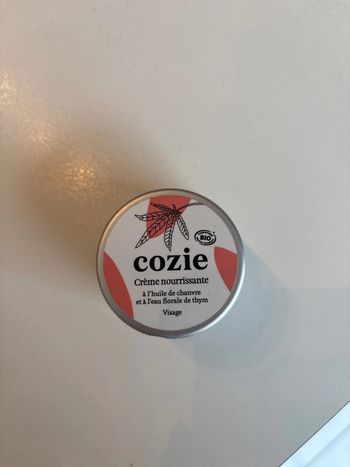 BIO
cozie
Crème nourrissante
à l'huile de chanvre
et à l'eau florale de thym
Visage